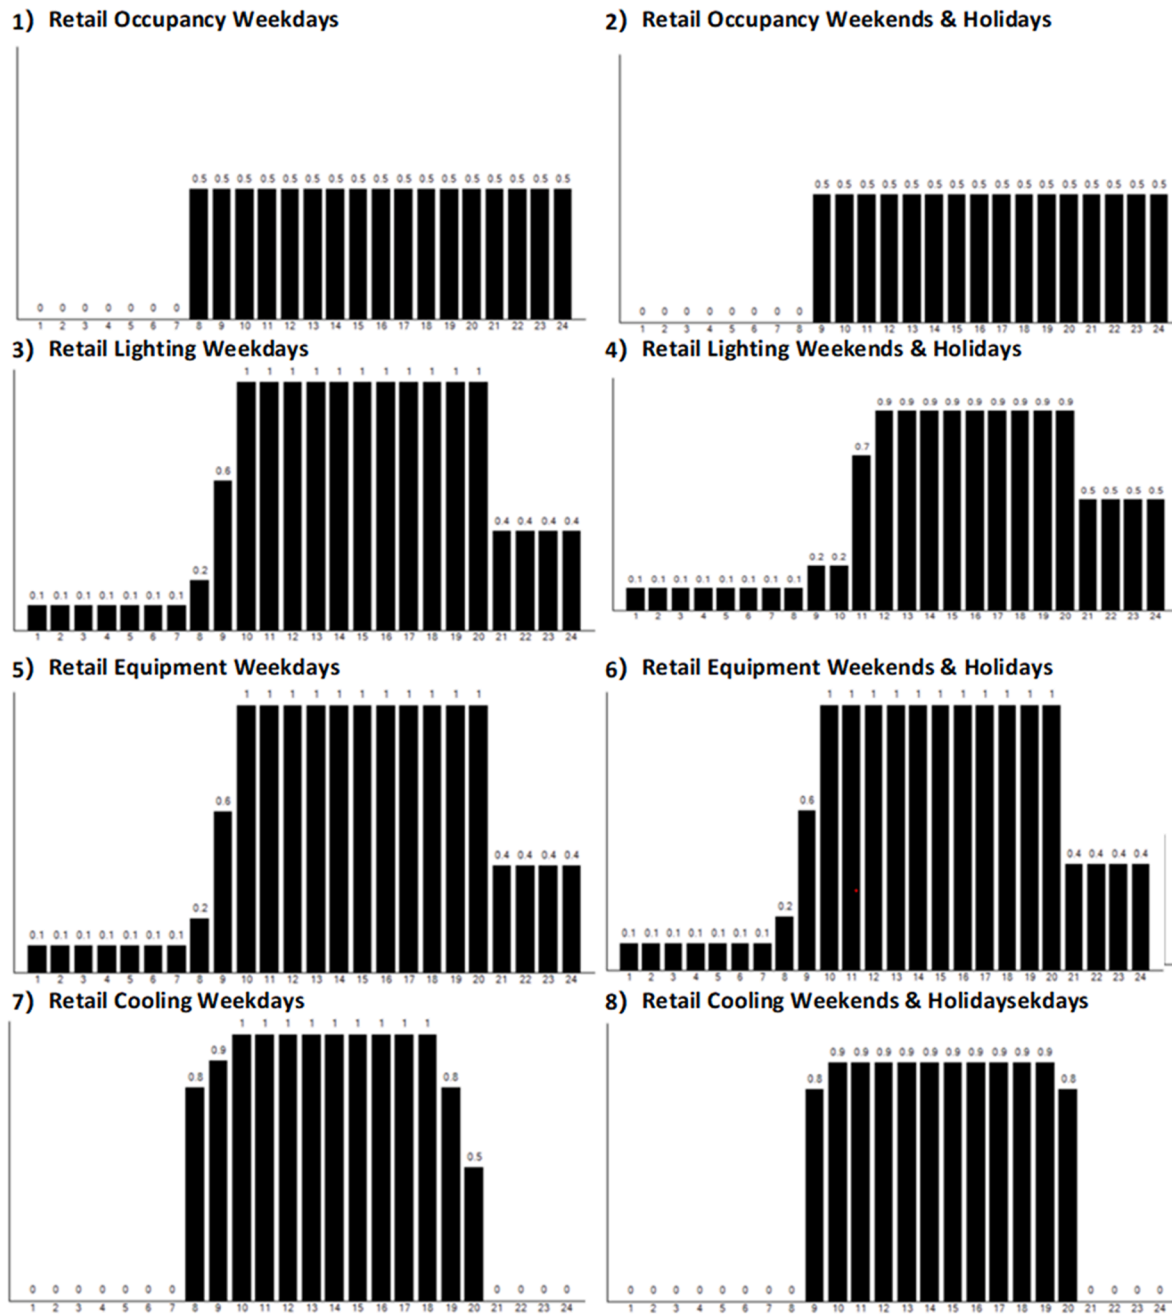 1) Retail Occupancy Weekdays
0.5 0.5 0.5 0.5 0.5 0.5 0.5 0.5 0.5 0.5 0.5 0.5 0.5 0.5 0.5 0.5 0.5
0 0 0 0 0 0 0
1 2 3 4 5 6 7 8 9 10 11 12 13 14 15 16 17 18 19 20 21 22 23 24
2) Retail Occupancy Weekends & Holidays
0.5 0.5 0.5 0.5 0.5 0.5 0.5 0.5 0.5 0.5 0.5 0.5 0.5 0.5 0.5 0.5
0 0 0 0 0 0 0 0
1 2 3 4 5 6 7 8 9 10 11 12 13 14 15 16 17 18 19 20 21 22 23 24
3) Retail Lighting Weekdays
1 1 1 1 1 1 1 1 1 1 1
0.6
0.4 0.4 0.4 0.4
0.2
0.1 0.1 0.1 0.1 0.1 0.1 0.1
1 2 3 4 5 6 7 8 9 10 11 12 13 14 15 16 17 18 19 20 21 22 23 24
4) Retail Lighting Weekends & Holidays
0.9 0.9 0.9 0.9 0.9 0.9 0.9 0.9 0.9
0.7
0.5 0.5 0.5 0.5
0.2 0.2
0.1 0.1 0.1 0.1 0.1 0.1 0.1 0.1
1 2 3 4 5 6 7 8 9 10 11 12 13 14 15 16 17 18 19 20 21 22 23 24
5) Retail Equipment Weekdays
1 1 1 1 1 1 1 1 1 1 1
0.6
0.4 0.4 0.4 0.4
0.2
0.1 0.1 0.1 0.1 0.1 0.1 0.1
1 2 3 4 5 6 7 8 9 10 11 12 13 14 15 16 17 18 19 20 21 22 23 24
6) Retail Equipment Weekends & Holidays
1 1 1 1 1 1 1 1 1 1 1
0.6
0.4 0.4 0.4 0.4
0.2
0.1 0.1 0.1 0.1 0.1 0.1 0.1
1 2 3 4 5 6 7 8 9 10 11 12 13 14 15 16 17 18 19 20 21 22 23 24
7) Retail Cooling Weekdays
1 1 1 1 1 1 1 1 1
0.9
0.8 0.8
0.5
0 0 0 0 0 0 0 0 0 0 0
1 2 3 4 5 6 7 8 9 10 11 12 13 14 15 16 17 18 19 20 21 22 23 24
8) Retail Cooling Weekends & Holidaysekdays
0.9 0.9 0.9 0.9 0.9 0.9 0.9 0.9 0.9 0.9
0.8 0.8
0 0 0 0 0 0 0 0 0 0 0 0
1 2 3 4 5 6 7 8 9 10 11 12 13 14 15 16 17 18 19 20 21 22 23 24